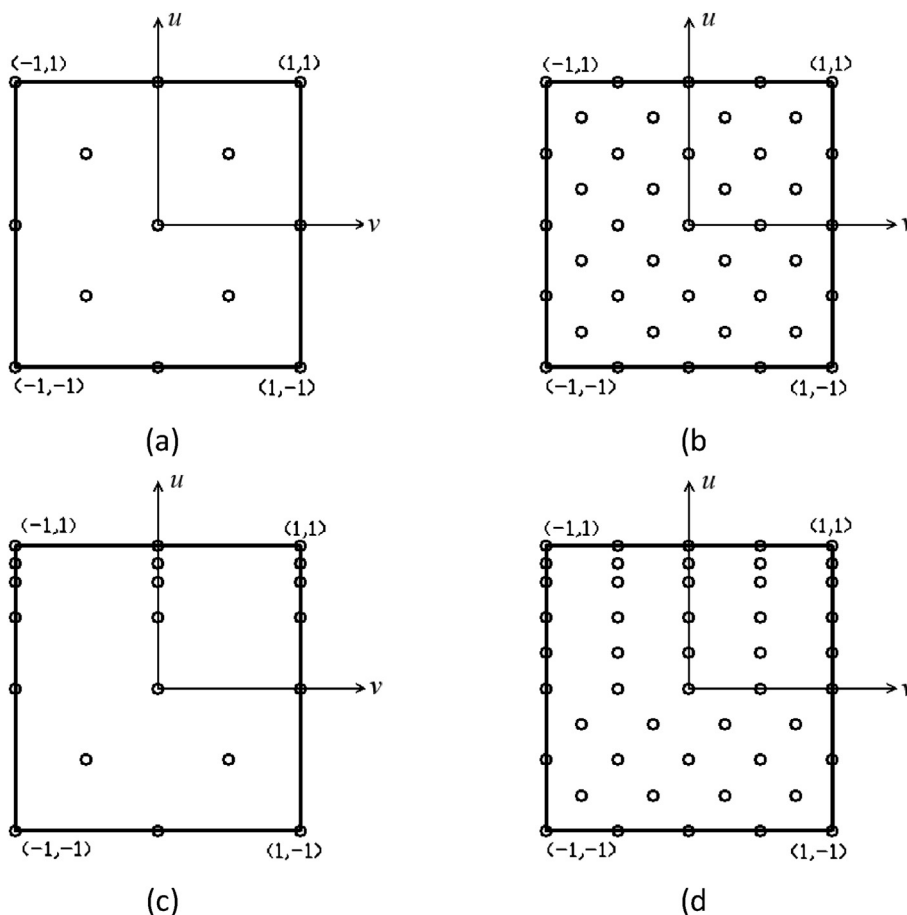 u
u
(-1,1)
(1,1)
(-1,1)
(1,1)
v
v
(-1,-1)
(1,-1)
(-1,-1)
(1,-1)
(a)
(b
u
u
(-1,1)
(1,1)
(-1,1)
(1,1)
v
v
(-1,-1)
(1,-1)
(-1,-1)
(1,-1)
(c)
(d